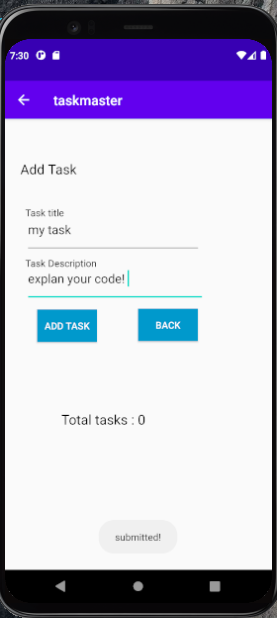 7:30
taskmaster
Add Task
Task title
my task
Task Description
explan your code!
ADD TASK
BACK
Total tasks : 0
submitted!